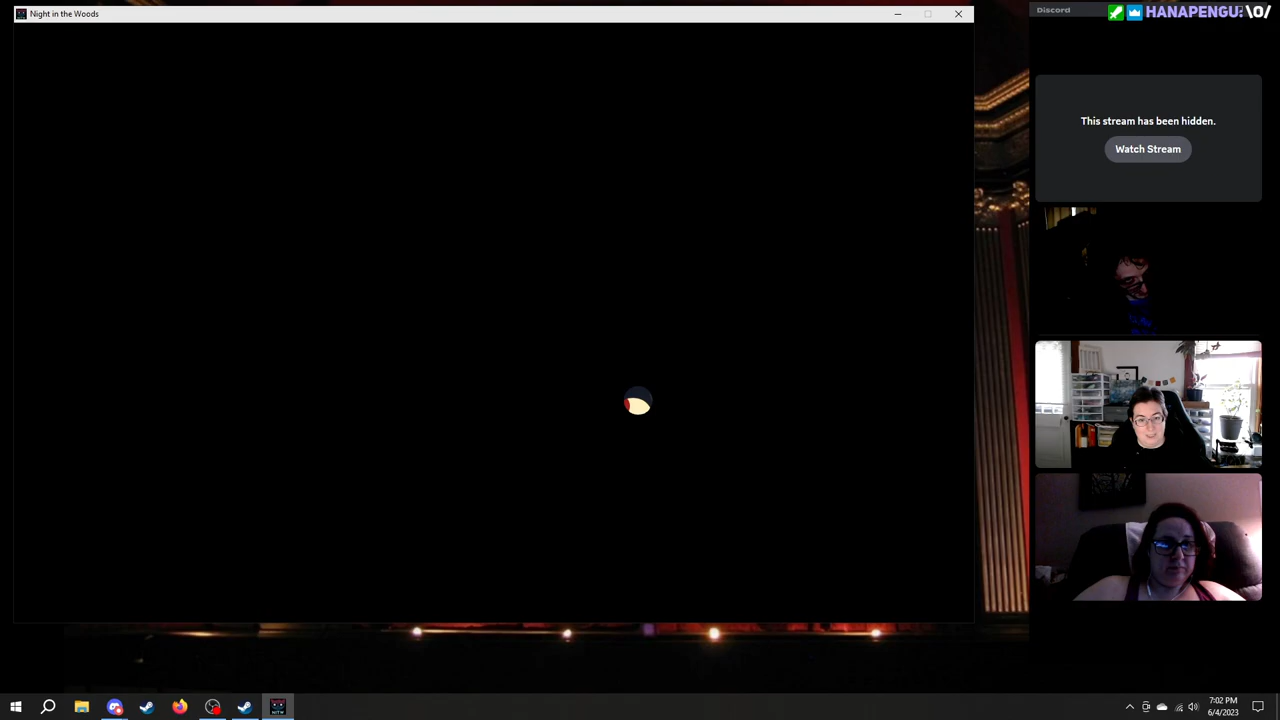 Night in the Woods
Discord
HANAPENGU! \O/
This stream has been hidden.
Watch Stream
NITW
7:02 PM
6/4/2023